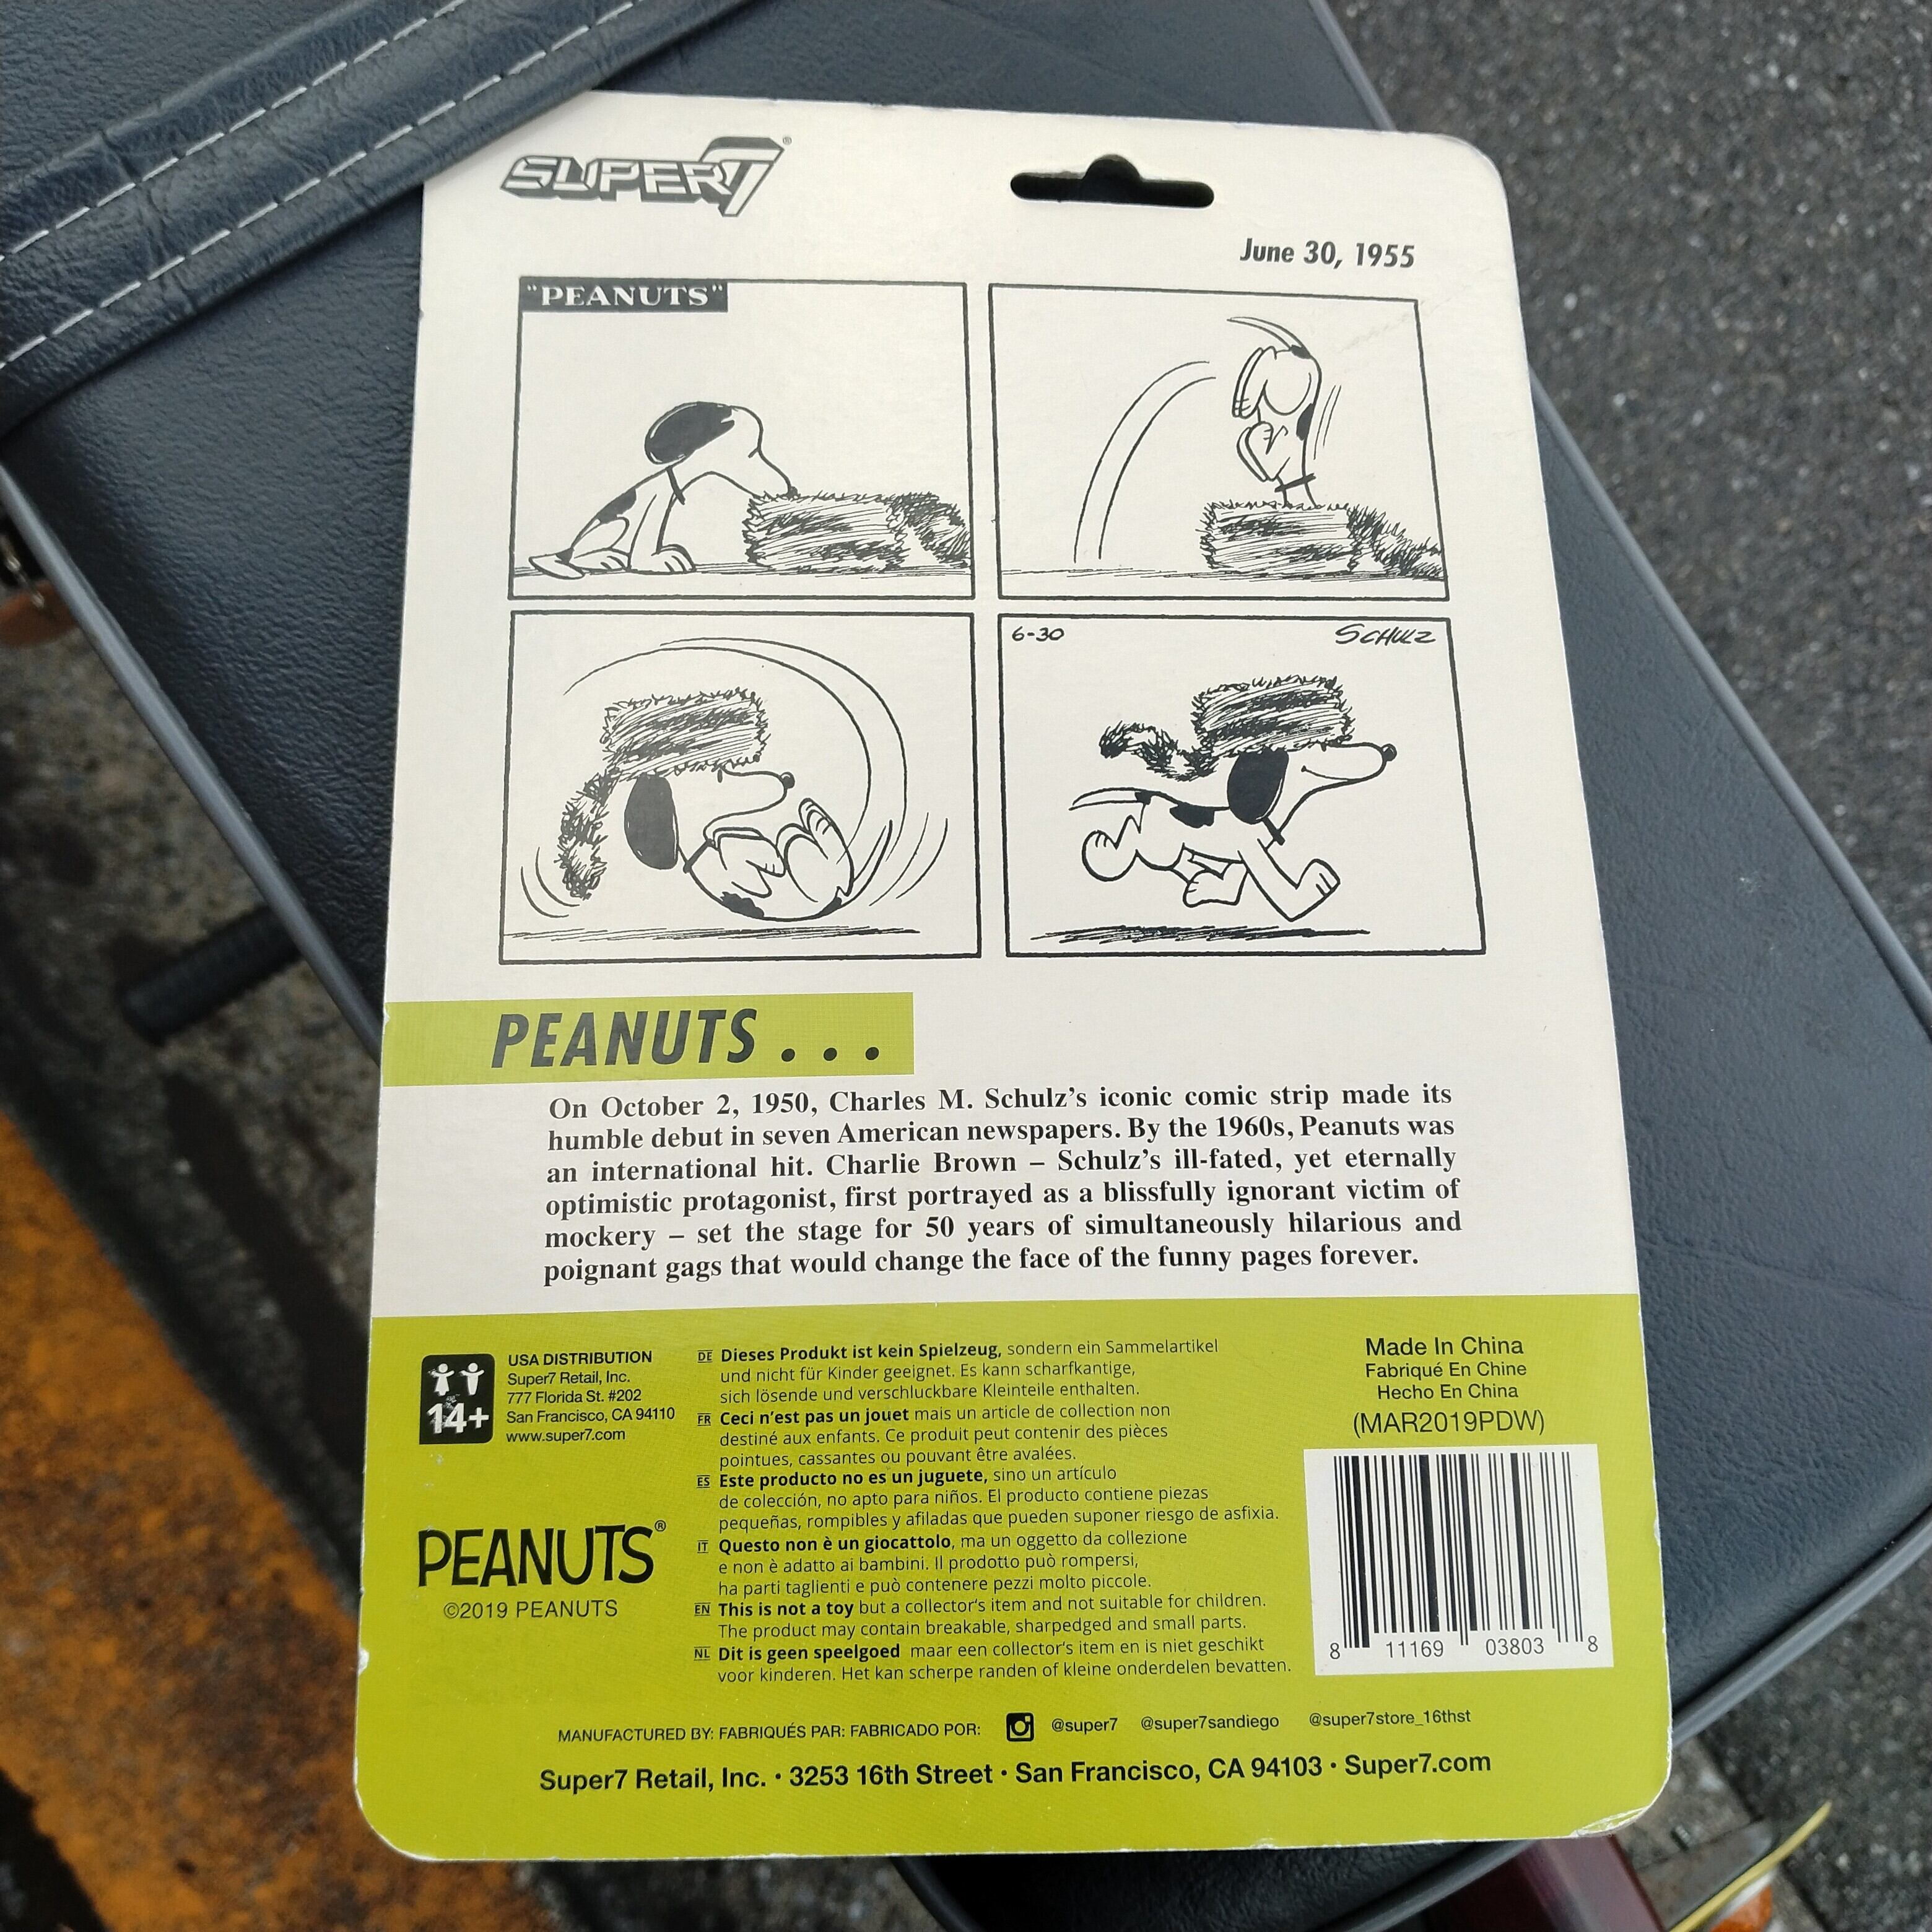 SUPER7®
June 30, 1955
"PEANUTS"
6-30
SCHULZ
PEANUTS . . .
On October 2, 1950, Charles M. Schulz's iconic comic strip made its
humble debut in seven American newspapers. By the 1960s, Peanuts was
an international hit. Charlie Brown – Schulz's ill-fated, yet eternally
optimistic protagonist, first portrayed as a blissfully ignorant victim of
mockery – set the stage for 50 years of simultaneously hilarious and
poignant gags that would change the face of the funny pages forever.
14+
USA DISTRIBUTION
Super7 Retail, Inc.
777 Florida St. #202
San Francisco, CA 94110
www.super7.com
PEANUTS®
©2019 PEANUTS
DE Dieses Produkt ist kein Spielzeug, sondern ein Sammelartikel
und nicht für Kinder geeignet. Es kann scharfkantige,
sich lösende und verschluckbare Kleinteile enthalten.
FR Ceci n'est pas un jouet mais un article de collection non
destiné aux enfants. Ce produit peut contenir des pièces
pointues, cassantes ou pouvant être avalées.
ES Este producto no es un juguete, sino un artículo
de colección, no apto para niños. El producto contiene piezas
pequeñas, rompibles y afiladas que pueden suponer riesgo de asfixia.
IT Questo non è un giocattolo, ma un oggetto da collezione
e non è adatto ai bambini. Il prodotto può rompersi,
ha parti taglienti e può contenere pezzi molto piccole.
EN This is not a toy but a collector's item and not suitable for children.
The product may contain breakable, sharpedged and small parts.
NL Dit is geen speelgoed maar een collector's item en is niet geschikt
voor kinderen. Het kan scherpe randen of kleine onderdelen bevatten.
Made In China
Fabriqué En Chine
Hecho En China
(MAR2019PDW)
8 11169 03803 8
MANUFACTURED BY: FABRIQUÉS PAR: FABRICADO POR: @super7 @super7sandiego @super7store_16thst
Super7 Retail, Inc. • 3253 16th Street • San Francisco, CA 94103 • Super7.com